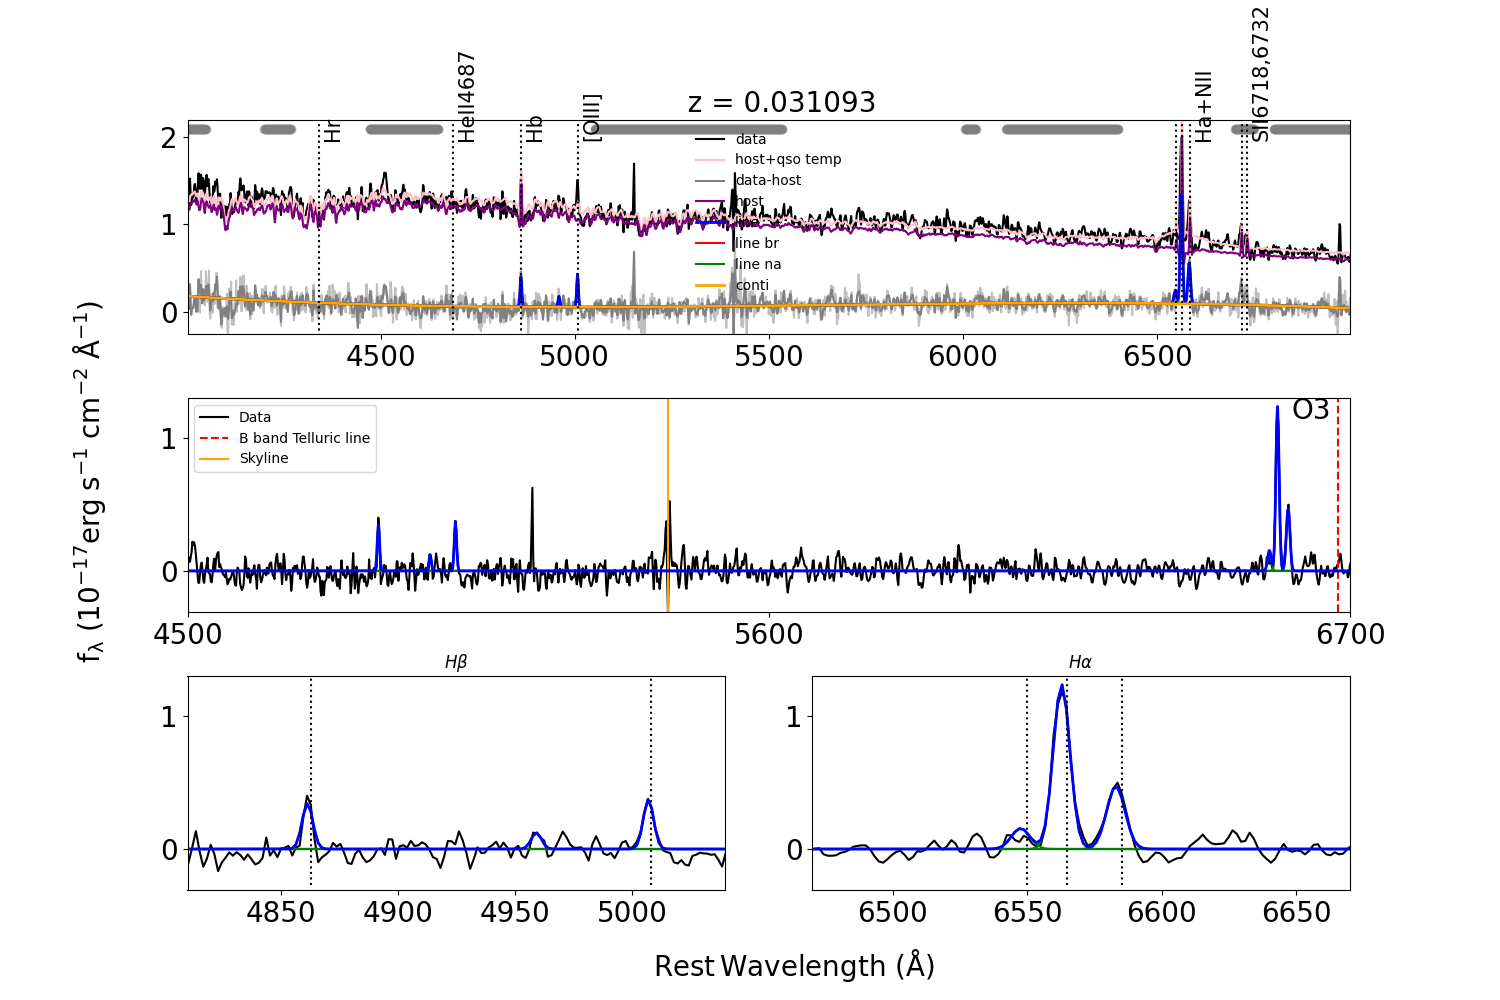 z = 0.031093
Hr
HeII4687
Hb
[OIII]
Ha+NII
SII6718,6732
2
1
0
data
host+qso temp
data-host
host
line
line br
line na
conti
4500 5000 5500 6000 6500
f_λ (10^{-17}erg s^{-1} cm^{-2} Å^{-1})
1
0
Data
B band Telluric line
Skyline
O3
4500 5600 6700
Hβ
Hα
1
0
4850 4900 4950 5000
1
0
6500 6550 6600 6650
Rest Wavelength (Å)